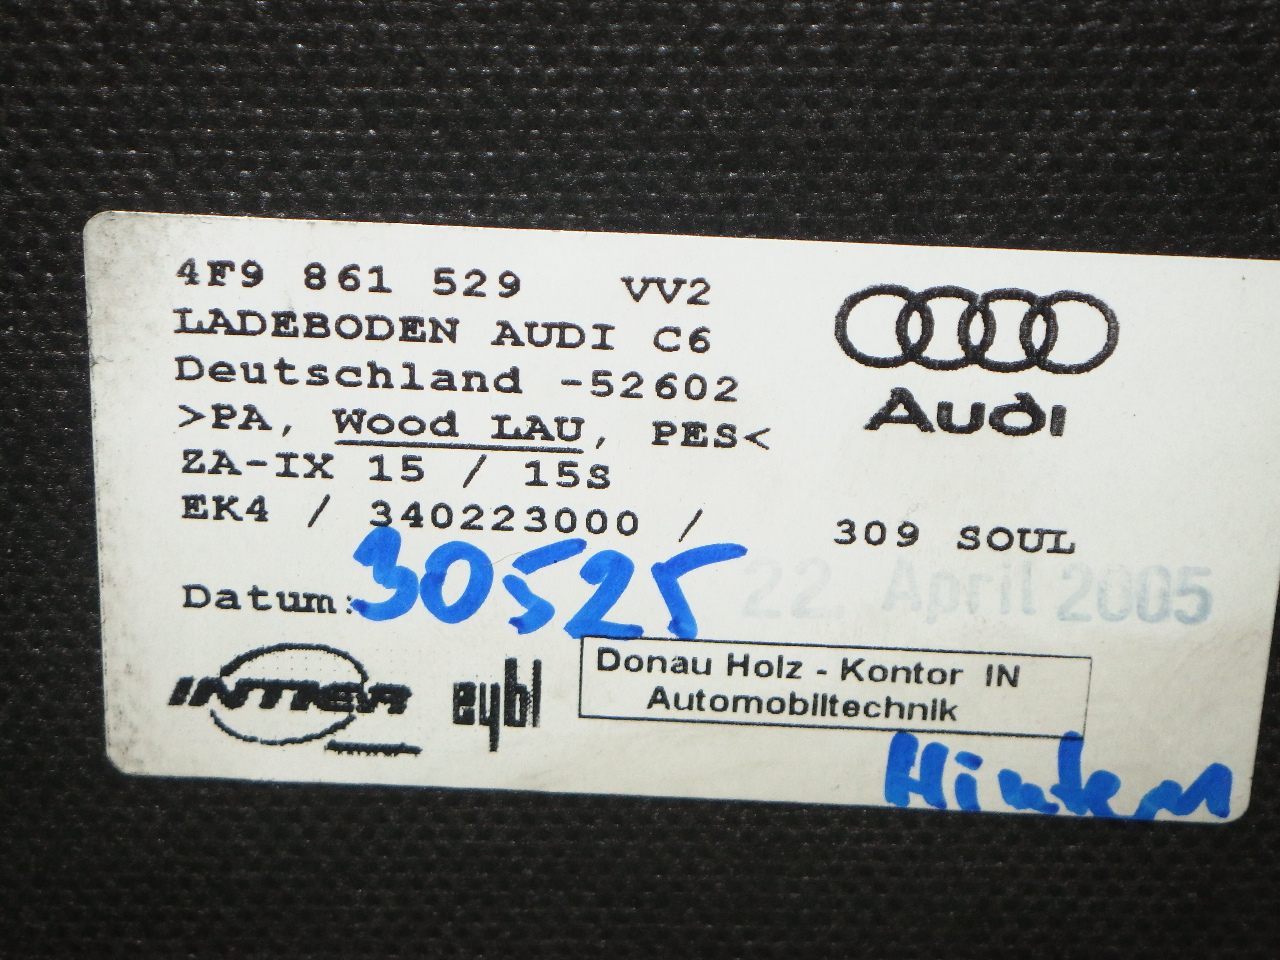 4F9 861 529 VV2
LADEBODEN AUDI C6
Deutschland -52602
>PA, Wood LAU, PES<
ZA-IX 15 / 15S
EK4 / 340223000 / 309 SOUL
Audi
30525
Datum: 22. April 2005
INTIER
eybl
Donau Holz - Kontor IN
Automobiltechnik